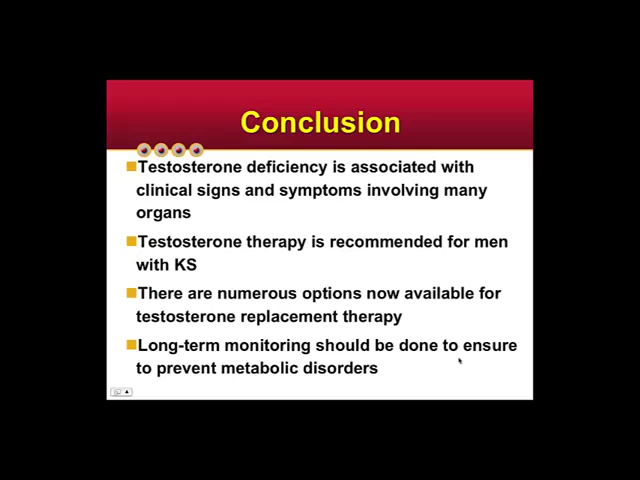 Conclusion
Testosterone deficiency is associated with
clinical signs and symptoms involving many
organs
Testosterone therapy is recommended for men
with KS
There are numerous options now available for
testosterone replacement therapy
Long-term monitoring should be done to ensure
to prevent metabolic disorders